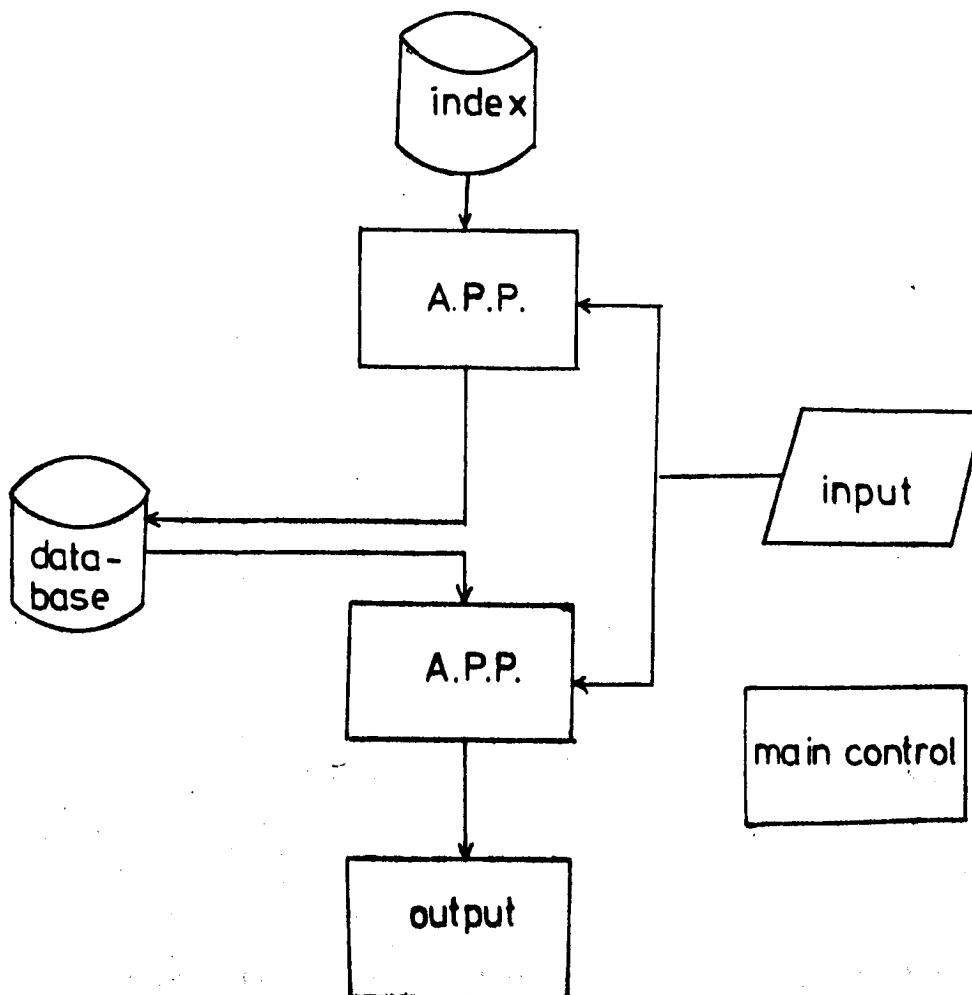 index
A.P.P.
input
data-
base
A.P.P.
main control
output